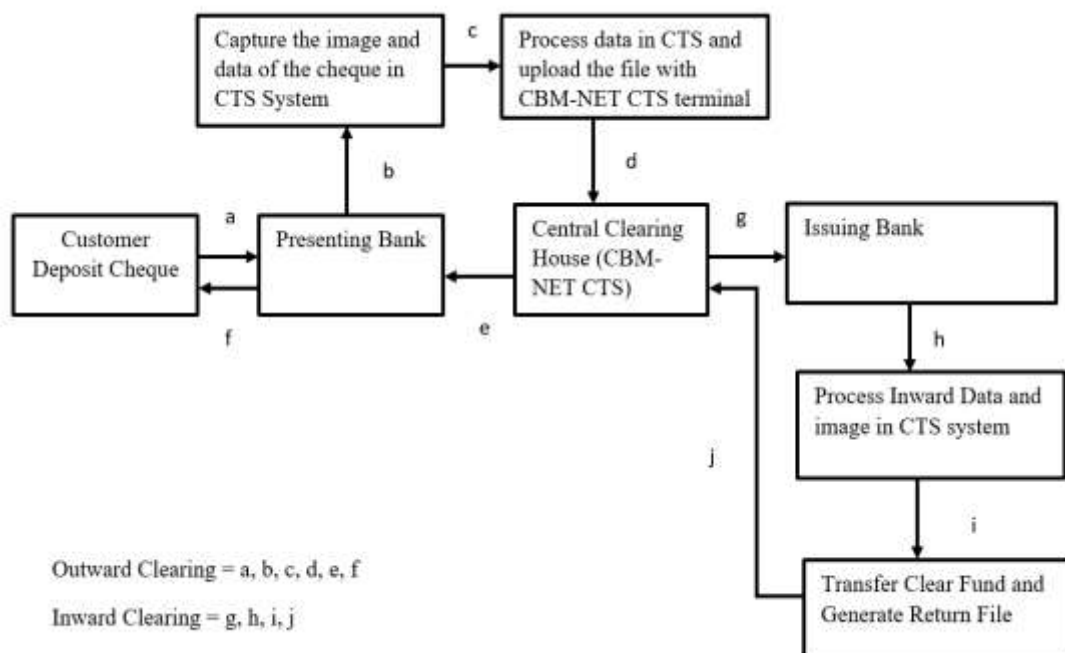 Capture the image and
data of the cheque in
CTS System
c
Process data in CTS and
upload the file with
CBM-NET CTS terminal
b
d
a
Customer
Deposit Cheque
Presenting Bank
Central Clearing
House (CBM-
NET CTS)
g
Issuing Bank
f
e
h
Process Inward Data and
image in CTS system
j
i
Outward Clearing = a, b, c, d, e, f
Inward Clearing = g, h, i, j
Transfer Clear Fund and
Generate Return File